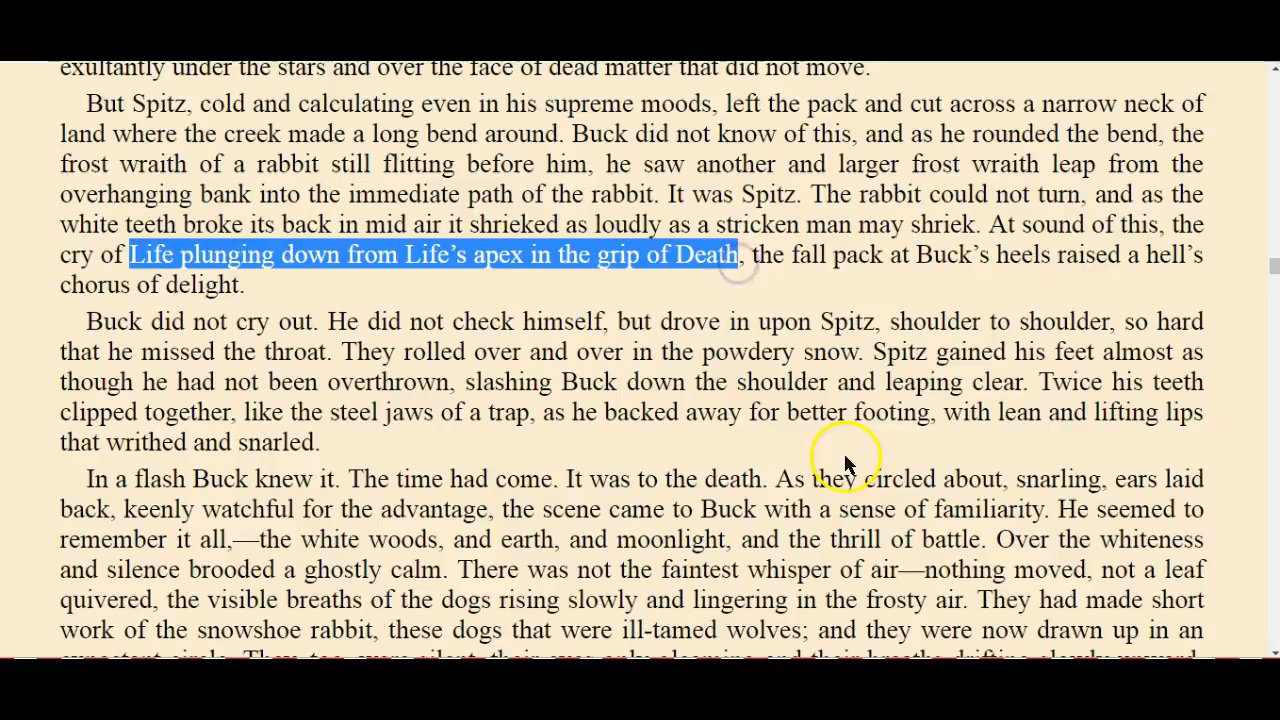 exultantly under the stars and over the face of dead matter that did not move.
But Spitz, cold and calculating even in his supreme moods, left the pack and cut across a narrow neck of
land where the creek made a long bend around. Buck did not know of this, and as he rounded the bend, the
frost wraith of a rabbit still flitting before him, he saw another and larger frost wraith leap from the
overhanging bank into the immediate path of the rabbit. It was Spitz. The rabbit could not turn, and as the
white teeth broke its back in mid air it shrieked as loudly as a stricken man may shriek. At sound of this, the
cry of Life plunging down from Life’s apex in the grip of Death, the fall pack at Buck’s heels raised a hell’s
chorus of delight.
Buck did not cry out. He did not check himself, but drove in upon Spitz, shoulder to shoulder, so hard
that he missed the throat. They rolled over and over in the powdery snow. Spitz gained his feet almost as
though he had not been overthrown, slashing Buck down the shoulder and leaping clear. Twice his teeth
clipped together, like the steel jaws of a trap, as he backed away for better footing, with lean and lifting lips
that writhed and snarled.
In a flash Buck knew it. The time had come. It was to the death. As they circled about, snarling, ears laid
back, keenly watchful for the advantage, the scene came to Buck with a sense of familiarity. He seemed to
remember it all,—the white woods, and earth, and moonlight, and the thrill of battle. Over the whiteness
and silence brooded a ghostly calm. There was not the faintest whisper of air—nothing moved, not a leaf
quivered, the visible breaths of the dogs rising slowly and lingering in the frosty air. They had made short
work of the snowshoe rabbit, these dogs that were ill-tamed wolves; and they were now drawn up in an
expectant circle. They too, were silent, their eyes only gleaming and their breaths drifting slowly upward.